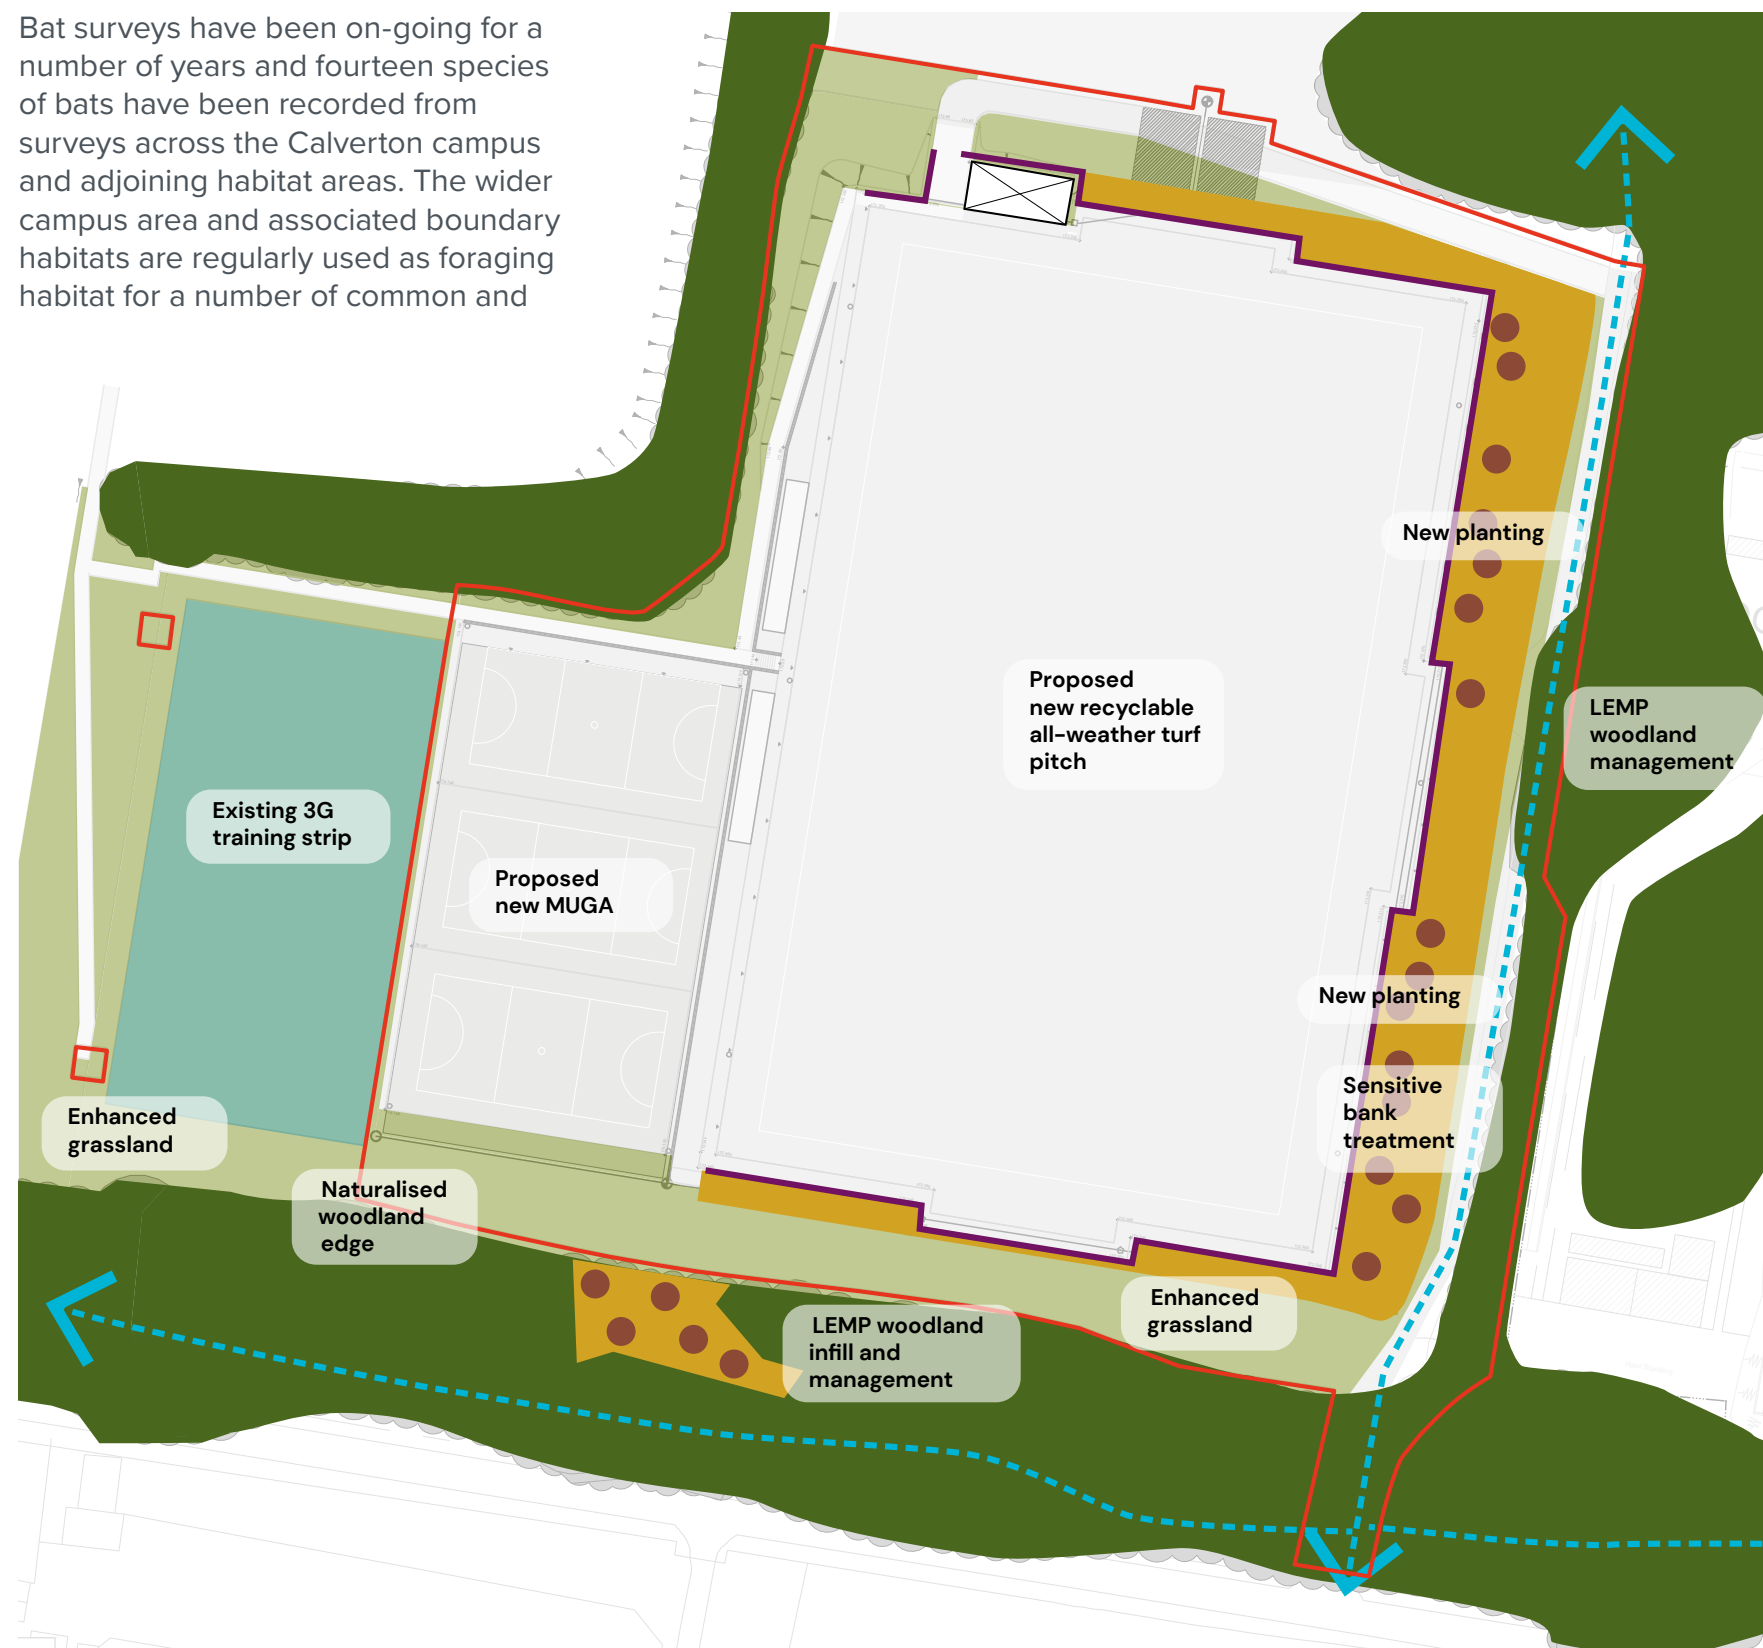 Bat surveys have been on-going for a
number of years and fourteen species
of bats have been recorded from
surveys across the Calverton campus
and adjoining habitat areas. The wider
campus area and associated boundary
habitats are regularly used as foraging
habitat for a number of common and
New planting
Proposed
new recyclable
all-weather turf
pitch
LEMP
woodland
management
Existing 3G
training strip
Proposed
new MUGA
New planting
Sensitive
bank
treatment
Enhanced
grassland
Naturalised
woodland
edge
Enhanced
grassland
LEMP woodland
infill and
management